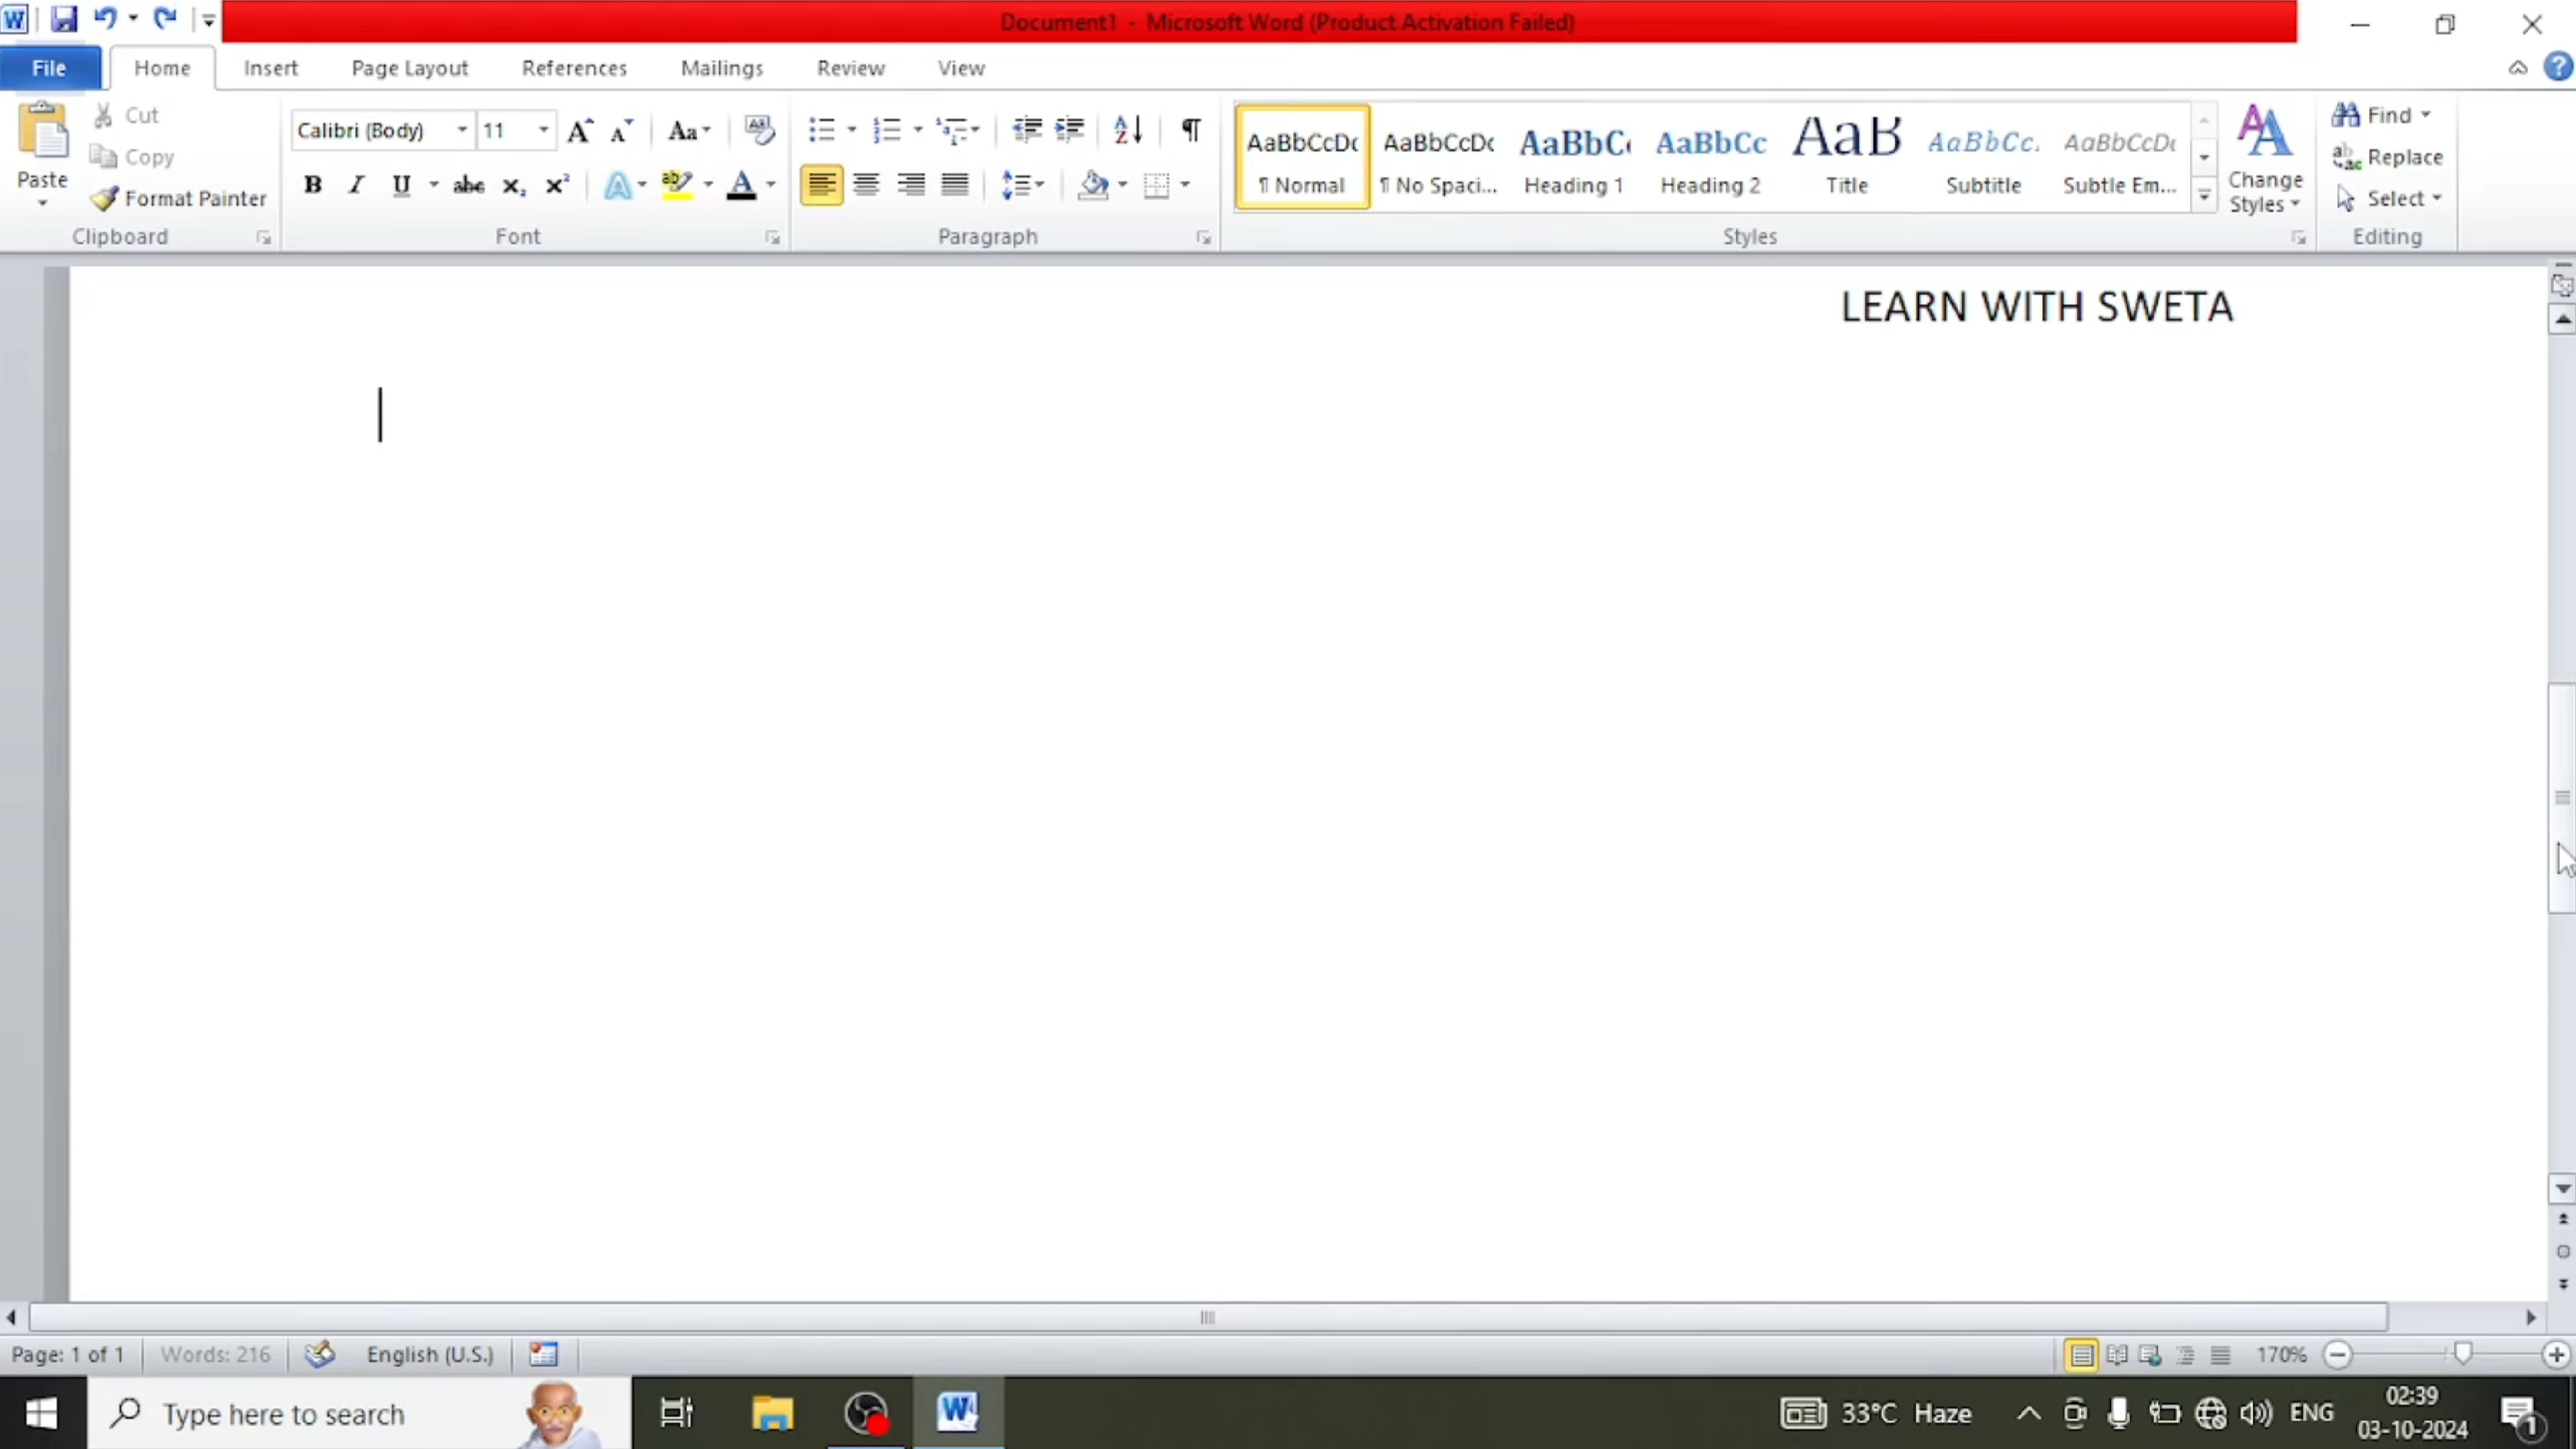 Document1 - Microsoft Word (Product Activation Failed)
File Home Insert Page Layout References Mailings Review View
Paste
Cut
Copy
Format Painter
Clipboard
Calibri (Body) 11
Font
Paragraph
AaBbCcDc AaBbCcDc AaBbC AaBbCc AaB AaBbCc. AaBbCcDc
¶ Normal ¶ No Spaci... Heading 1 Heading 2 Title Subtitle Subtle Em...
Change
Styles
Styles
Find
Replace
Select
Editing
LEARN WITH SWETA
Page: 1 of 1 Words: 216 English (U.S.) 170%
Type here to search
33°C Haze ENG
02:39
03-10-2024
1